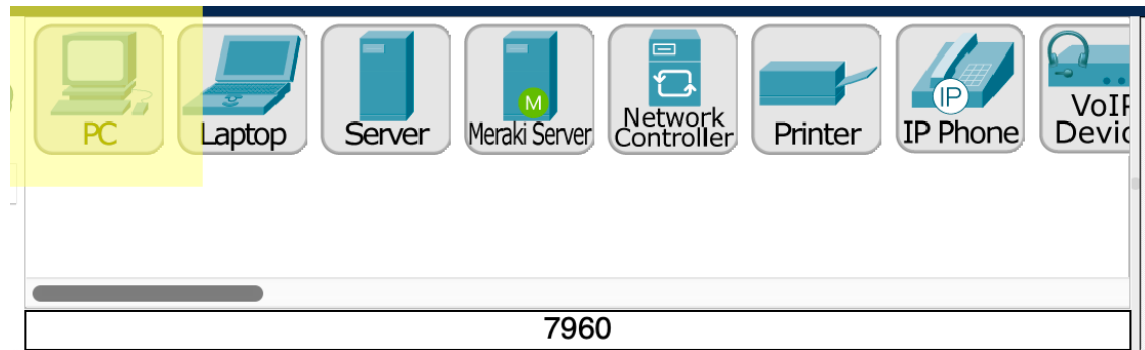 PC
Laptop
Server
M
Meraki Server
Network
Controller
Printer
IP
IP Phone
VoIP
Devic
7960